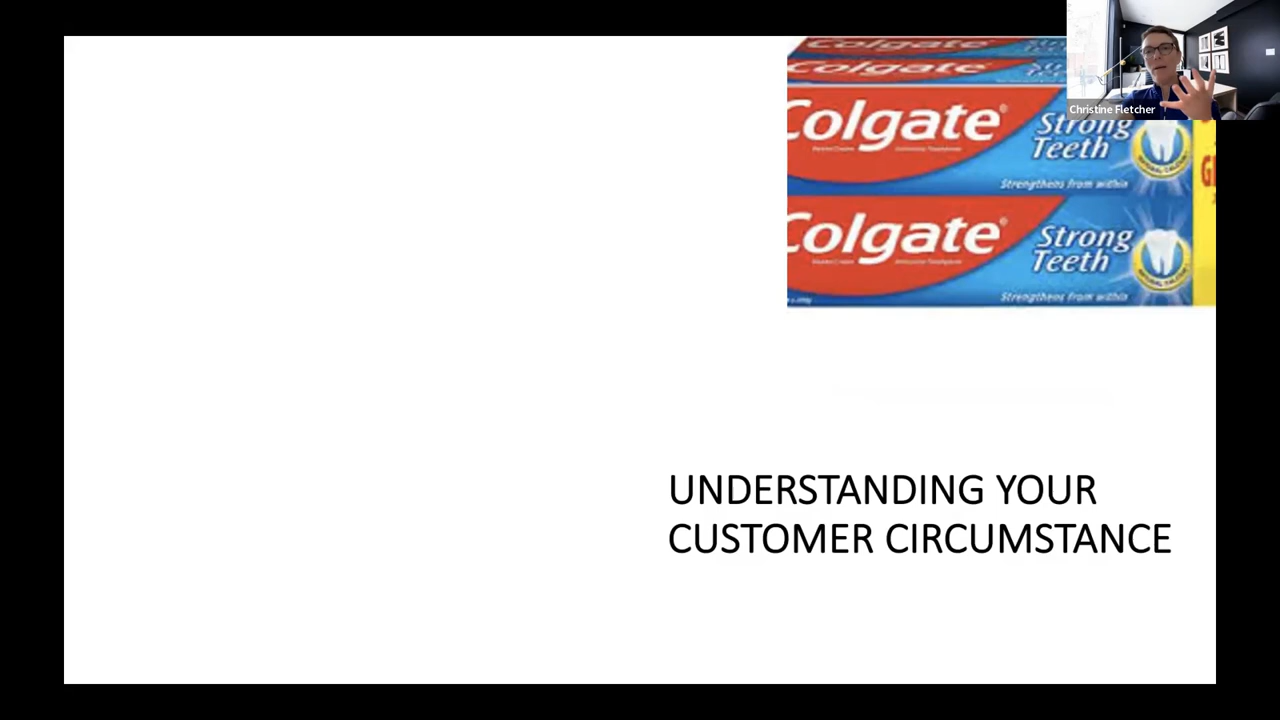 Colgate
Colgate
Colgate
Strong
Teeth
Strengthens from within
Colgate
Strong
Teeth
Strengthens from within
Christine Fletcher
UNDERSTANDING YOUR
CUSTOMER CIRCUMSTANCE